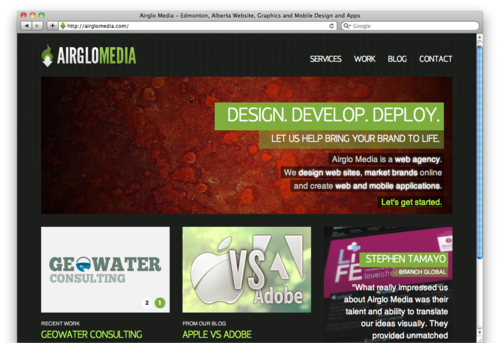 Airglo Media – Edmonton, Alberta Website, Graphics and Mobile Design and Apps
http://airglomedia.com/
Google
AIRGLOMEDIA
SERVICES WORK BLOG CONTACT
DESIGN. DEVELOP. DEPLOY.
LET US HELP BRING YOUR BRAND TO LIFE.
Airglo Media is a web agency.
We design web sites, market brands online
and create web and mobile applications.
Let's get started.
GEOWATER
CONSULTING
2 1
RECENT WORK
GEOWATER CONSULTING
VS
Adobe
FROM OUR BLOG
APPLE VS ADOBE
LIFE
STEPHEN TAMAYO
BRANCH GLOBAL
"What really impressed us
about Airglo Media was their
talent and ability to translate
our ideas visually. They
provided unmatched